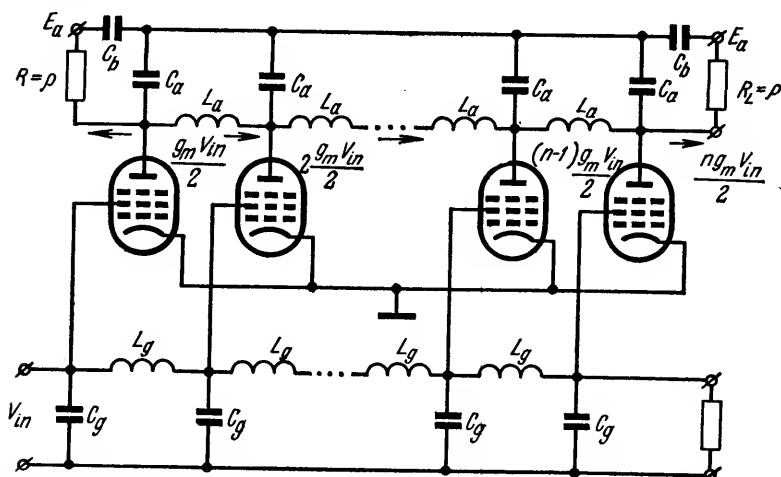 E_a C_b C_b E_a
R=ρ C_a C_a C_a C_a R_L=ρ
L_a L_a L_a L_a
g_m V_in / 2 2 g_m V_in / 2 (n-1) g_m V_in / 2 n g_m V_in / 2
L_g L_g L_g L_g
V_in C_g C_g C_g C_g